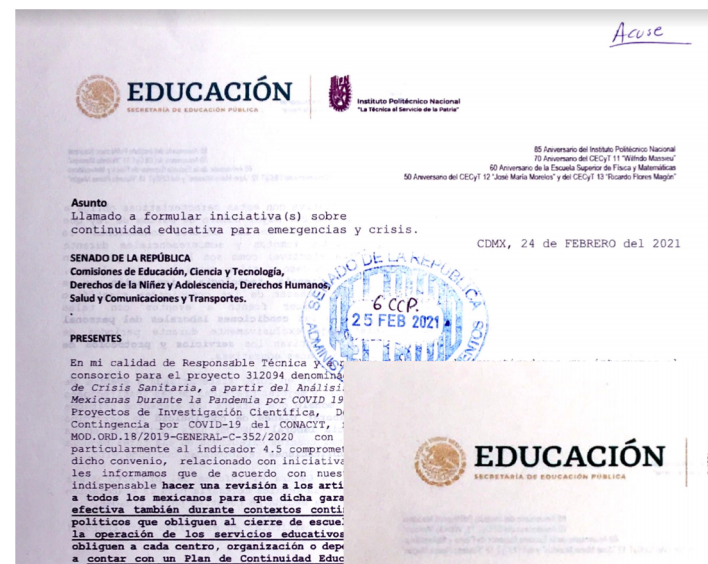 Acuse
EDUCACIÓN
SECRETARÍA DE EDUCACIÓN PÚBLICA
Instituto Politécnico Nacional
"La Técnica al Servicio de la Patria"
85 Aniversario del Instituto Politécnico Nacional
70 Aniversario del CECyT 11 "Wilfrido Massieu"
60 Aniversario de la Escuela Superior de Física y Matemáticas
50 Aniversario del CECyT 12 "José María Morelos" y del CECyT 13 "Ricardo Flores Magón"
Asunto
Llamado a formular iniciativa(s) sobre
continuidad educativa para emergencias y crisis.
CDMX, 24 de FEBRERO del 2021
SENADO DE LA REPÚBLICA
Comisiones de Educación, Ciencia y Tecnología,
Derechos de la Niñez y Adolescencia, Derechos Humanos,
Salud y Comunicaciones y Transportes.
SENADO DE LA REPÚBLICA
6 CCP.
25 FEB 2021
PRESENTES
En mi calidad de Responsable Técnica y
consorcio para el proyecto 312094 denomina
de Crisis Sanitaria, a partir del Análisi
Mexicanas Durante la Pandemia por COVID 19
Proyectos de Investigación Científica, D
Contingencia por COVID-19 del CONACYT,
MOD.ORD.18/2019-GENERAL-C-352/2020 con
particularmente al indicador 4.5 compromet
dicho convenio, relacionado con iniciativa
les informamos que de acuerdo con nues
indispensable hacer una revisión a los arti
a todos los mexicanos para que dicha gara
efectiva también durante contextos conti
políticos que obliguen al cierre de escuel
la operación de los servicios educativos
obliguen a cada centro, organización o depe
a contar con un Plan de Continuidad Educ
EDUCACIÓN
SECRETARÍA DE EDUCACIÓN PÚBLICA